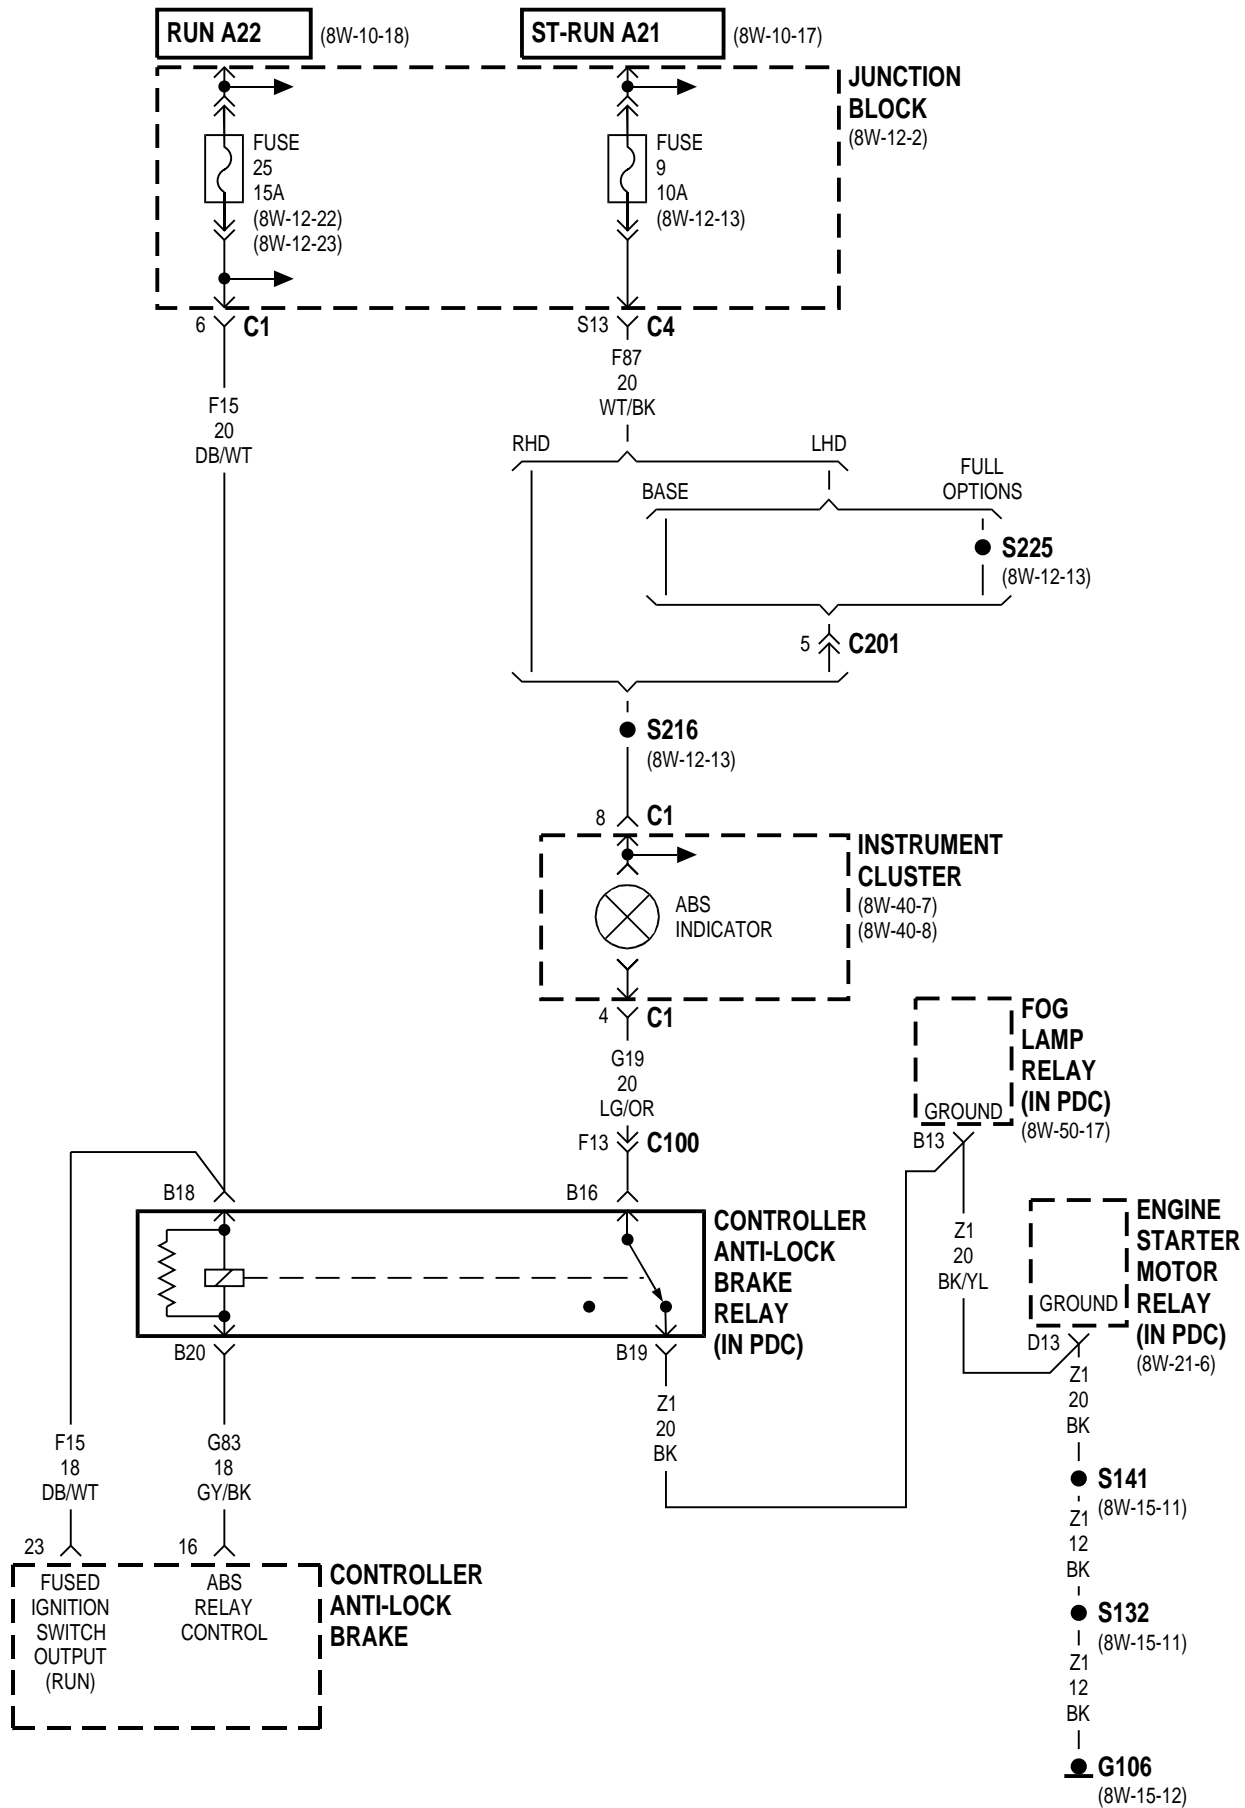 RUN A22
(8W-10-18)
ST-RUN A21
(8W-10-17)
JUNCTION
BLOCK
(8W-12-2)
FUSE
25
15A
(8W-12-22)
(8W-12-23)
FUSE
9
10A
(8W-12-13)
6
C1
S13
C4
F15
20
DB/WT
F87
20
WT/BK
RHD
LHD
BASE
FULL
OPTIONS
S225
(8W-12-13)
5
C201
S216
(8W-12-13)
8
C1
INSTRUMENT
CLUSTER
(8W-40-7)
(8W-40-8)
ABS
INDICATOR
4
C1
G19
20
LG/OR
F13
C100
FOG
LAMP
RELAY
(IN PDC)
(8W-50-17)
GROUND
B13
B18
B16
CONTROLLER
ANTI-LOCK
BRAKE
RELAY
(IN PDC)
Z1
20
BK/YL
ENGINE
STARTER
MOTOR
RELAY
(IN PDC)
(8W-21-6)
GROUND
D13
B20
B19
Z1
20
BK
Z1
20
BK
F15
18
DB/WT
G83
18
GY/BK
S141
(8W-15-11)
Z1
12
BK
23
16
CONTROLLER
ANTI-LOCK
BRAKE
FUSED
IGNITION
SWITCH
OUTPUT
(RUN)
ABS
RELAY
CONTROL
S132
(8W-15-11)
Z1
12
BK
G106
(8W-15-12)